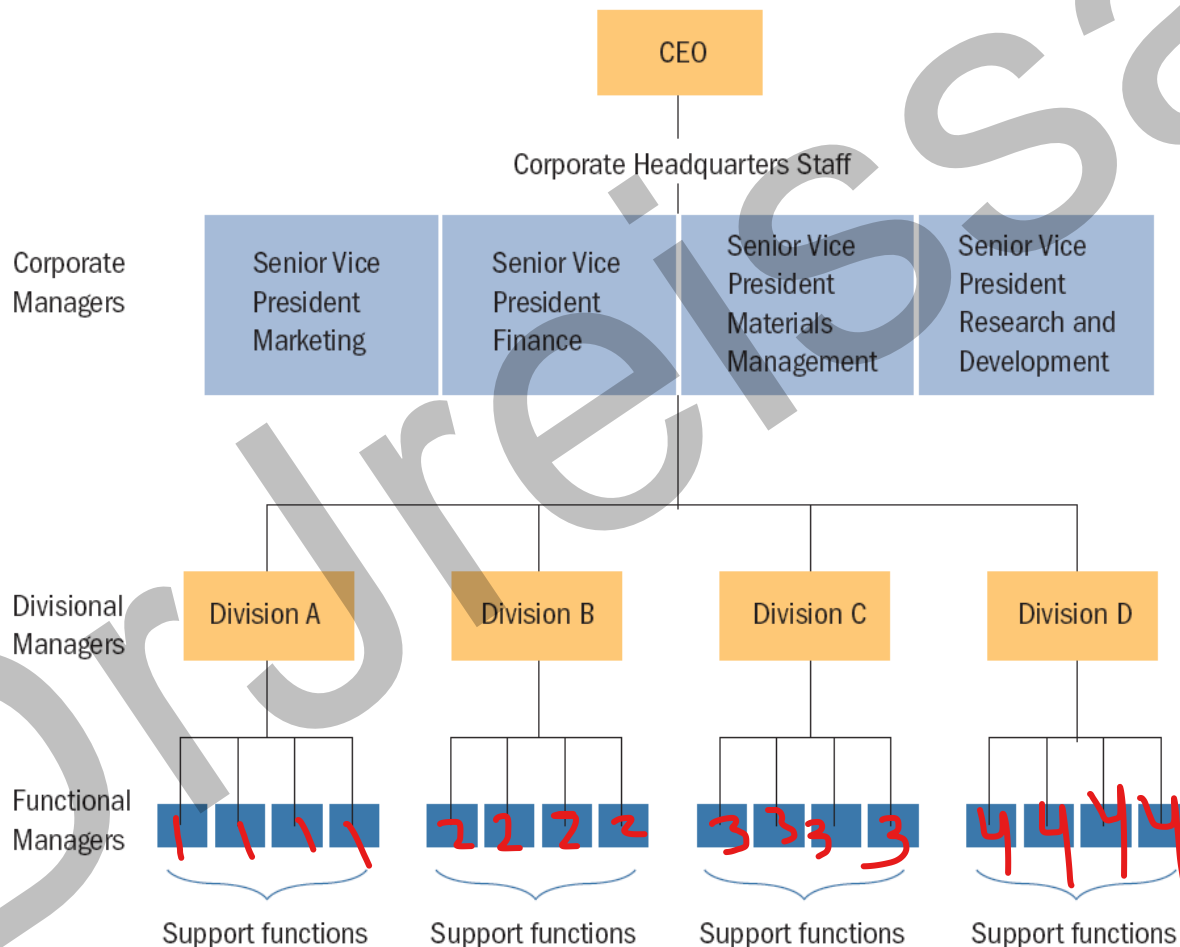 CEO
Corporate Headquarters Staff
Corporate
Managers
Senior Vice
President
Marketing
Senior Vice
President
Finance
Senior Vice
President
Materials
Management
Senior Vice
President
Research and
Development
Divisional
Managers
Division A
Division B
Division C
Division D
Functional
Managers
1 1 1 1
2 2 2 2
3 3 3 3
4 4 4 4
Support functions
Support functions
Support functions
Support functions
DrJreissa